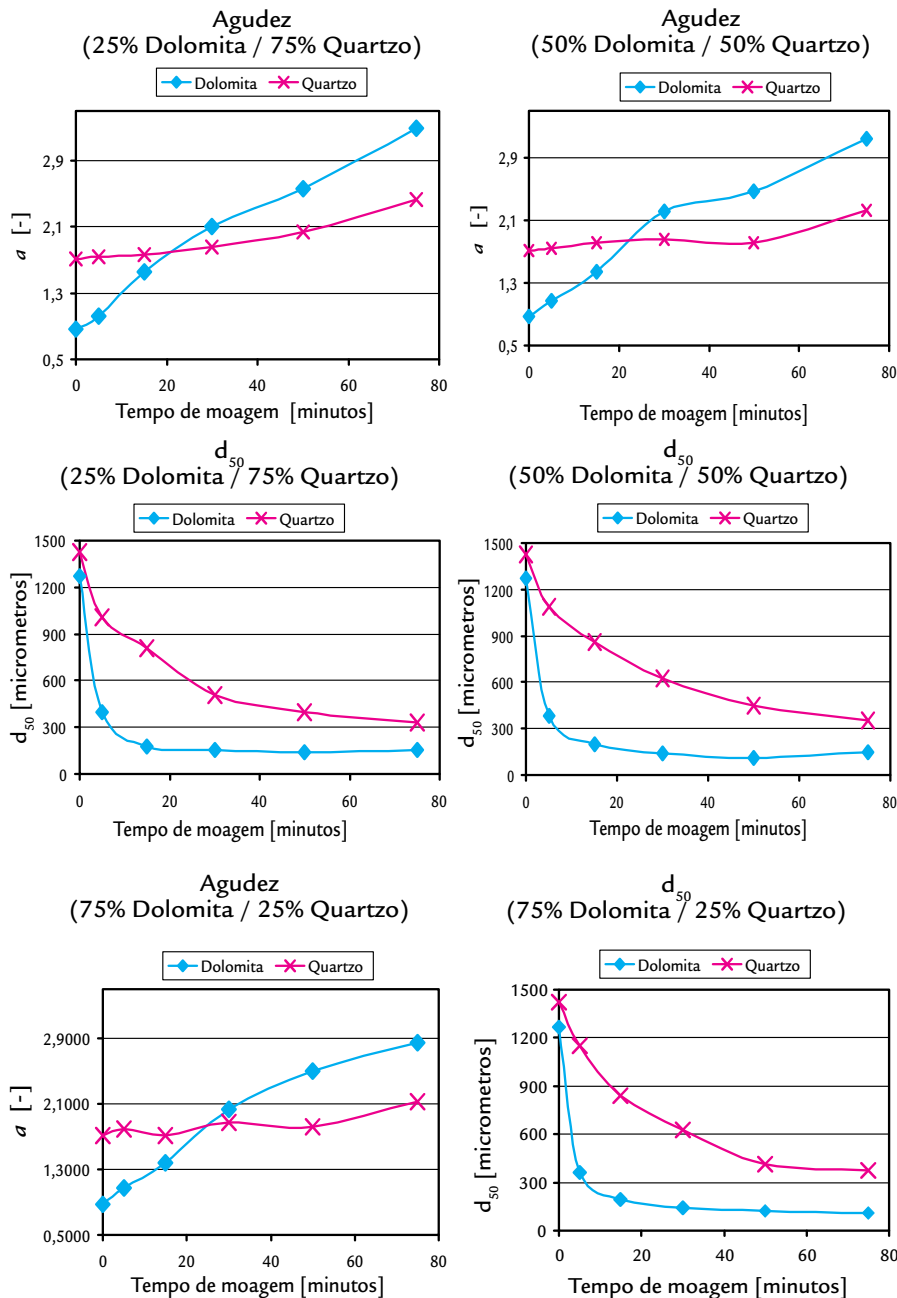 Agudez
(25% Dolomita / 75% Quartzo)
Dolomita Quartzo
2,9
2,1
1,3
0,5
a [-]
0 20 40 60 80
Tempo de moagem [minutos]
Agudez
(50% Dolomita / 50% Quartzo)
Dolomita Quartzo
2,9
2,1
1,3
0,5
a [-]
0 20 40 60 80
Tempo de moagem [minutos]
d50
(25% Dolomita / 75% Quartzo)
Dolomita Quartzo
1500
1200
900
600
300
0
d50 [micrometros]
0 20 40 60 80
Tempo de moagem [minutos]
d50
(50% Dolomita / 50% Quartzo)
Dolomita Quartzo
1500
1200
900
600
300
0
d50 [micrometros]
0 20 40 60 80
Tempo de moagem [minutos]
Agudez
(75% Dolomita / 25% Quartzo)
Dolomita Quartzo
2,9000
2,1000
1,3000
0,5000
a [-]
0 20 40 60 80
Tempo de moagem [minutos]
d50
(75% Dolomita / 25% Quartzo)
Dolomita Quartzo
1500
1200
900
600
300
0
d50 [micrometros]
0 20 40 60 80
Tempo de moagem [minutos]